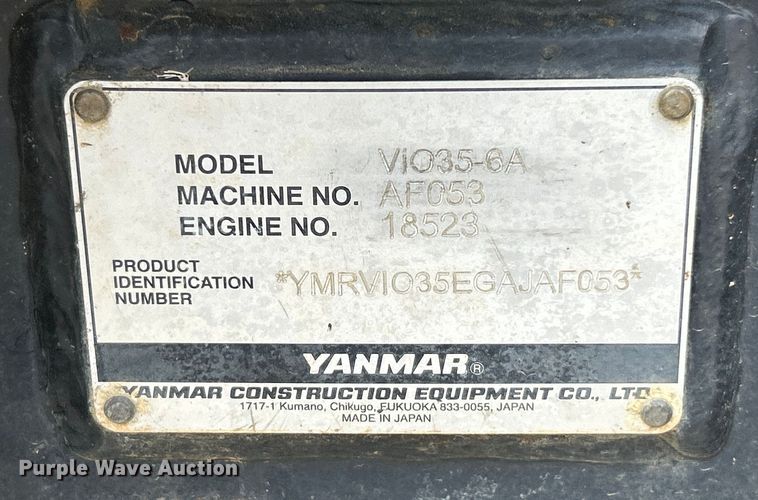 MODEL ViO35-6A
MACHINE NO. AF053
ENGINE NO. 18523
PRODUCT
IDENTIFICATION
NUMBER
*YMRVIO35EGAJAF053*
YANMAR®
YANMAR CONSTRUCTION EQUIPMENT CO., LTD
1717-1 Kumano, Chikugo, FUKUOKA 833-0055, JAPAN
MADE IN JAPAN
Purple Wave Auction